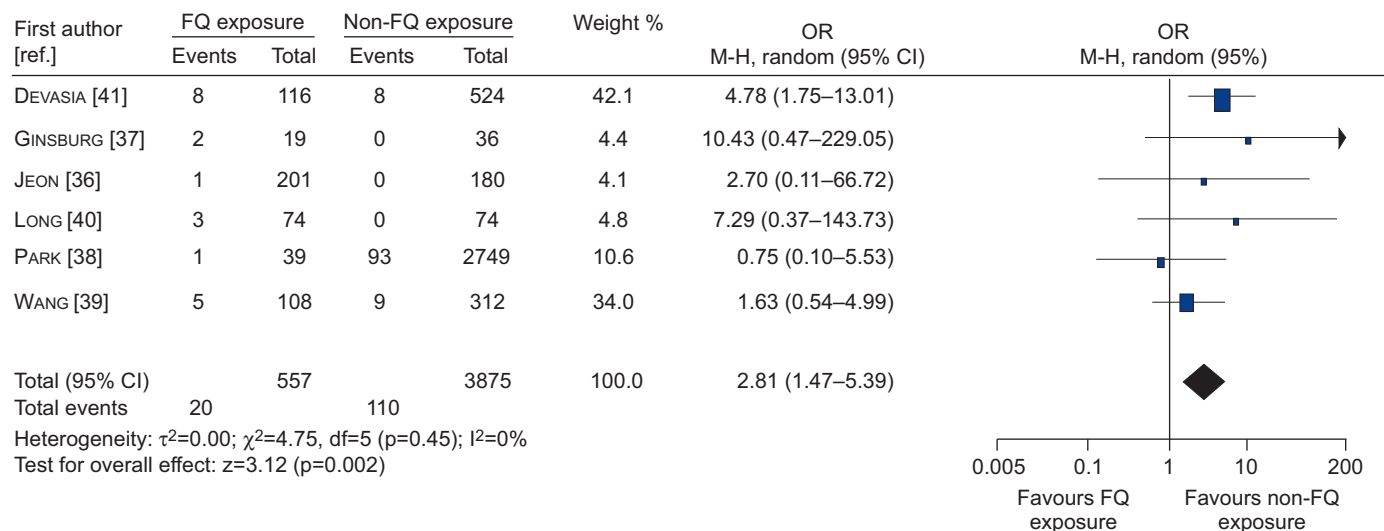 First author [ref.] FQ exposure Non-FQ exposure Weight % OR M-H, random (95% CI) OR M-H, random (95%)
Events Total Events Total
DEVASIA [41] 8 116 8 524 42.1 4.78 (1.75–13.01)
GINSBURG [37] 2 19 0 36 4.4 10.43 (0.47–229.05)
JEON [36] 1 201 0 180 4.1 2.70 (0.11–66.72)
LONG [40] 3 74 0 74 4.8 7.29 (0.37–143.73)
PARK [38] 1 39 93 2749 10.6 0.75 (0.10–5.53)
WANG [39] 5 108 9 312 34.0 1.63 (0.54–4.99)
Total (95% CI) 557 3875 100.0 2.81 (1.47–5.39)
Total events 20 110
Heterogeneity: τ²=0.00; χ²=4.75, df=5 (p=0.45); I²=0%
Test for overall effect: z=3.12 (p=0.002)
0.005 0.1 1 10 200
Favours FQ exposure Favours non-FQ exposure